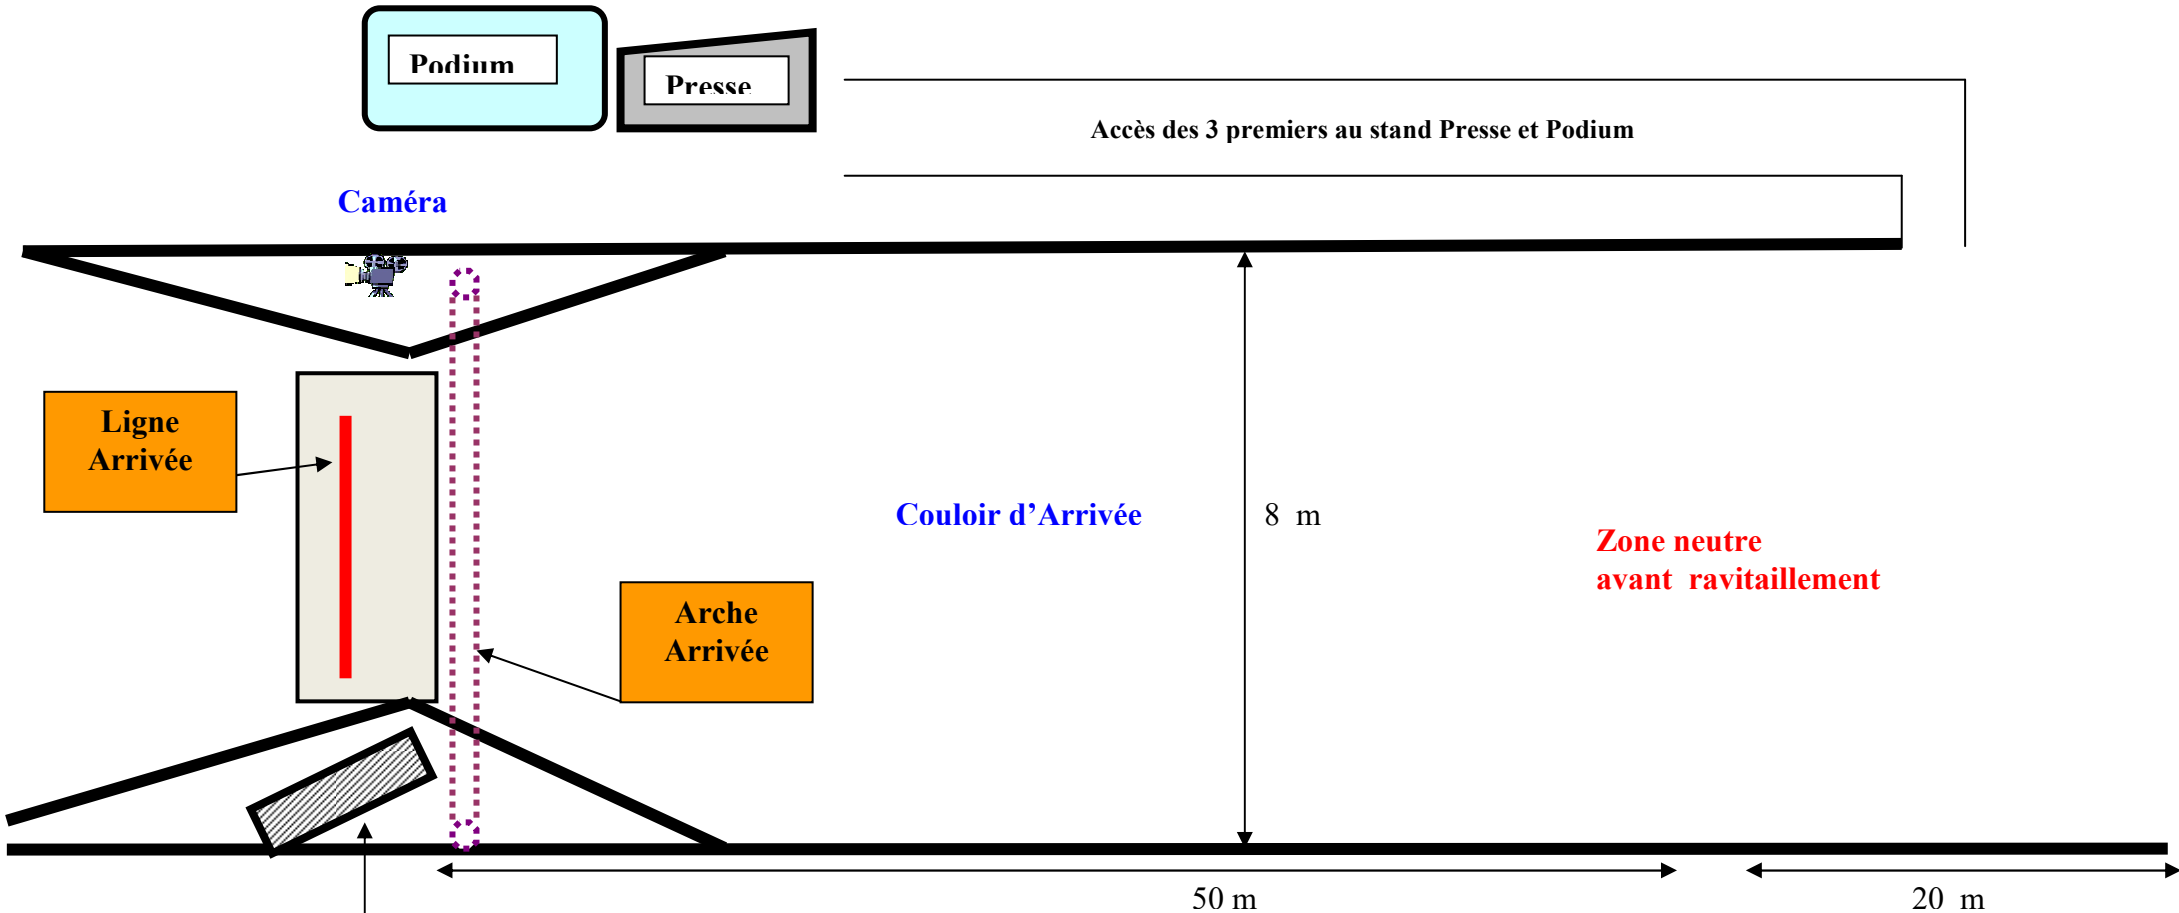 Podium
Presse
Accès des 3 premiers au stand Presse et Podium
Caméra
Ligne
Arrivée
Couloir d’Arrivée
8 m
Zone neutre
avant ravitaillement
Arche
Arrivée
50 m
20 m